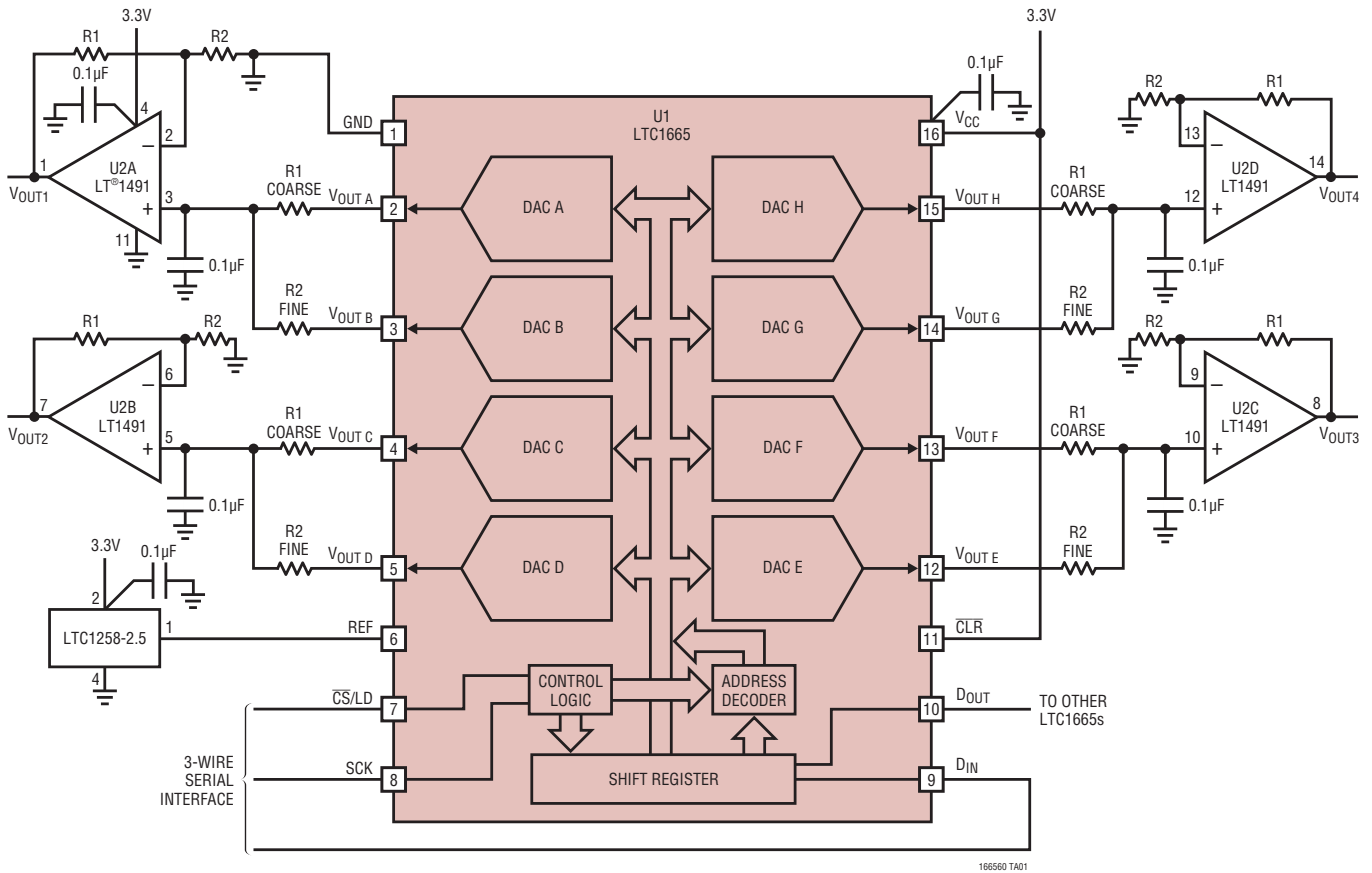 3.3V
R1
R2
0.1µF
4
2
−
U2A
LT®1491
1
VOUT1
3
+
11
0.1µF
R1
COARSE
VOUT A
R2
FINE
VOUT B
R1
R2
6
−
U2B
LT1491
7
VOUT2
5
+
0.1µF
R1
COARSE
VOUT C
R2
FINE
VOUT D
3.3V
0.1µF
2
LTC1258-2.5
1
4
REF
CS/LD
SCK
3-WIRE
SERIAL
INTERFACE
GND
1
2
3
4
5
6
7
8
U1
LTC1665
DAC A
DAC H
DAC B
DAC G
DAC C
DAC F
DAC D
DAC E
CONTROL
LOGIC
ADDRESS
DECODER
SHIFT REGISTER
16
15
14
13
12
11
10
9
3.3V
0.1µF
VCC
VOUT H
R1
COARSE
VOUT G
R2
FINE
R2
R1
13
−
U2D
LT1491
14
VOUT4
12
+
0.1µF
R2
R1
9
−
U2C
LT1491
8
VOUT3
10
+
0.1µF
VOUT F
R1
COARSE
VOUT E
R2
FINE
CLR
DOUT
TO OTHER
LTC1665s
DIN
166560 TA01